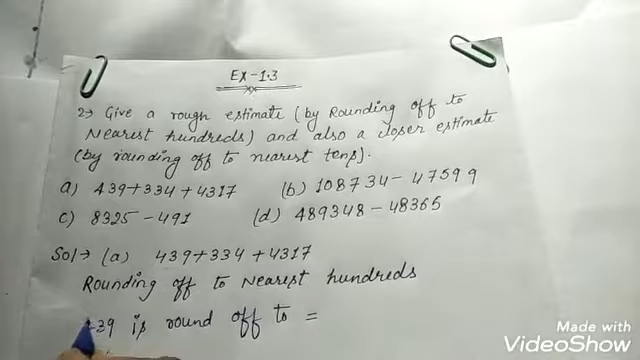 Ex-1.3
2→ Give a rough estimate (by Rounding off to
Nearest hundreds) and also a closer estimate
(by rounding off to nearest tens).
a) 439+334+4317 (b) 108734-47599
c) 8325-491 (d) 489348-48365
Sol→ (a) 439+334+4317
Rounding off to Nearest hundreds
439 is round off to =
Made with
VideoShow